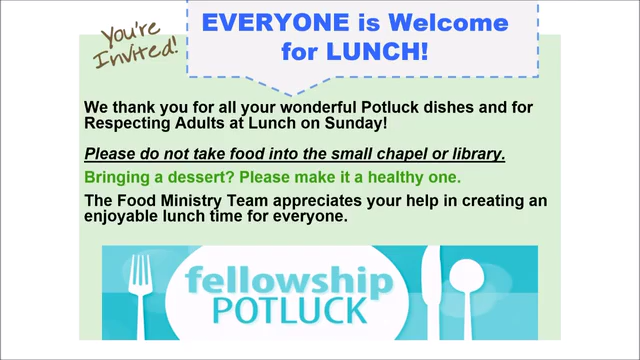 You're
Invited!
EVERYONE is Welcome
for LUNCH!
We thank you for all your wonderful Potluck dishes and for
Respecting Adults at Lunch on Sunday!
Please do not take food into the small chapel or library.
Bringing a dessert? Please make it a healthy one.
The Food Ministry Team appreciates your help in creating an
enjoyable lunch time for everyone.
fellowship
POTLUCK